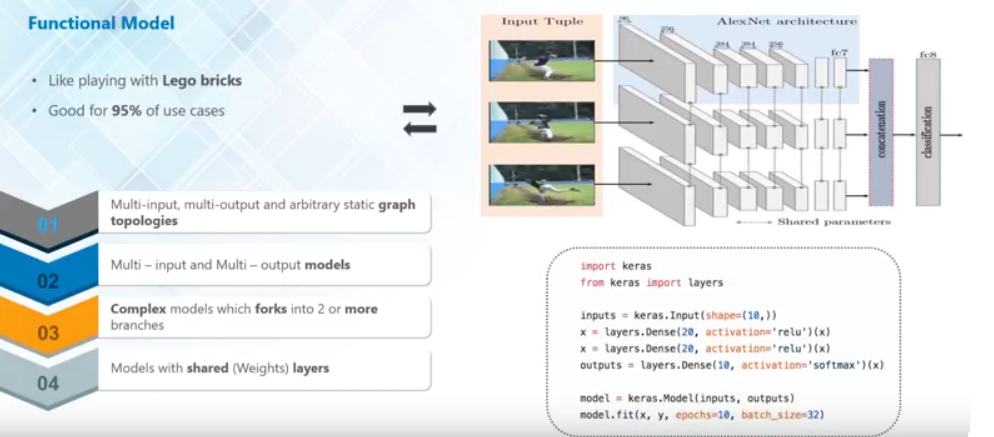 Functional Model
• Like playing with Lego bricks
• Good for 95% of use cases
01
Multi-input, multi-output and arbitrary static graph
topologies
02
Multi – input and Multi – output models
03
Complex models which forks into 2 or more
branches
04
Models with shared (Weights) layers
Input Tuple
AlexNet architecture
96
256
384
384
256
fc7
fc8
concatenation
classification
Shared parameters
import keras
from keras import layers
inputs = keras.Input(shape=(10,))
x = layers.Dense(20, activation='relu')(x)
x = layers.Dense(20, activation='relu')(x)
outputs = layers.Dense(10, activation='softmax')(x)
model = keras.Model(inputs, outputs)
model.fit(x, y, epochs=10, batch_size=32)